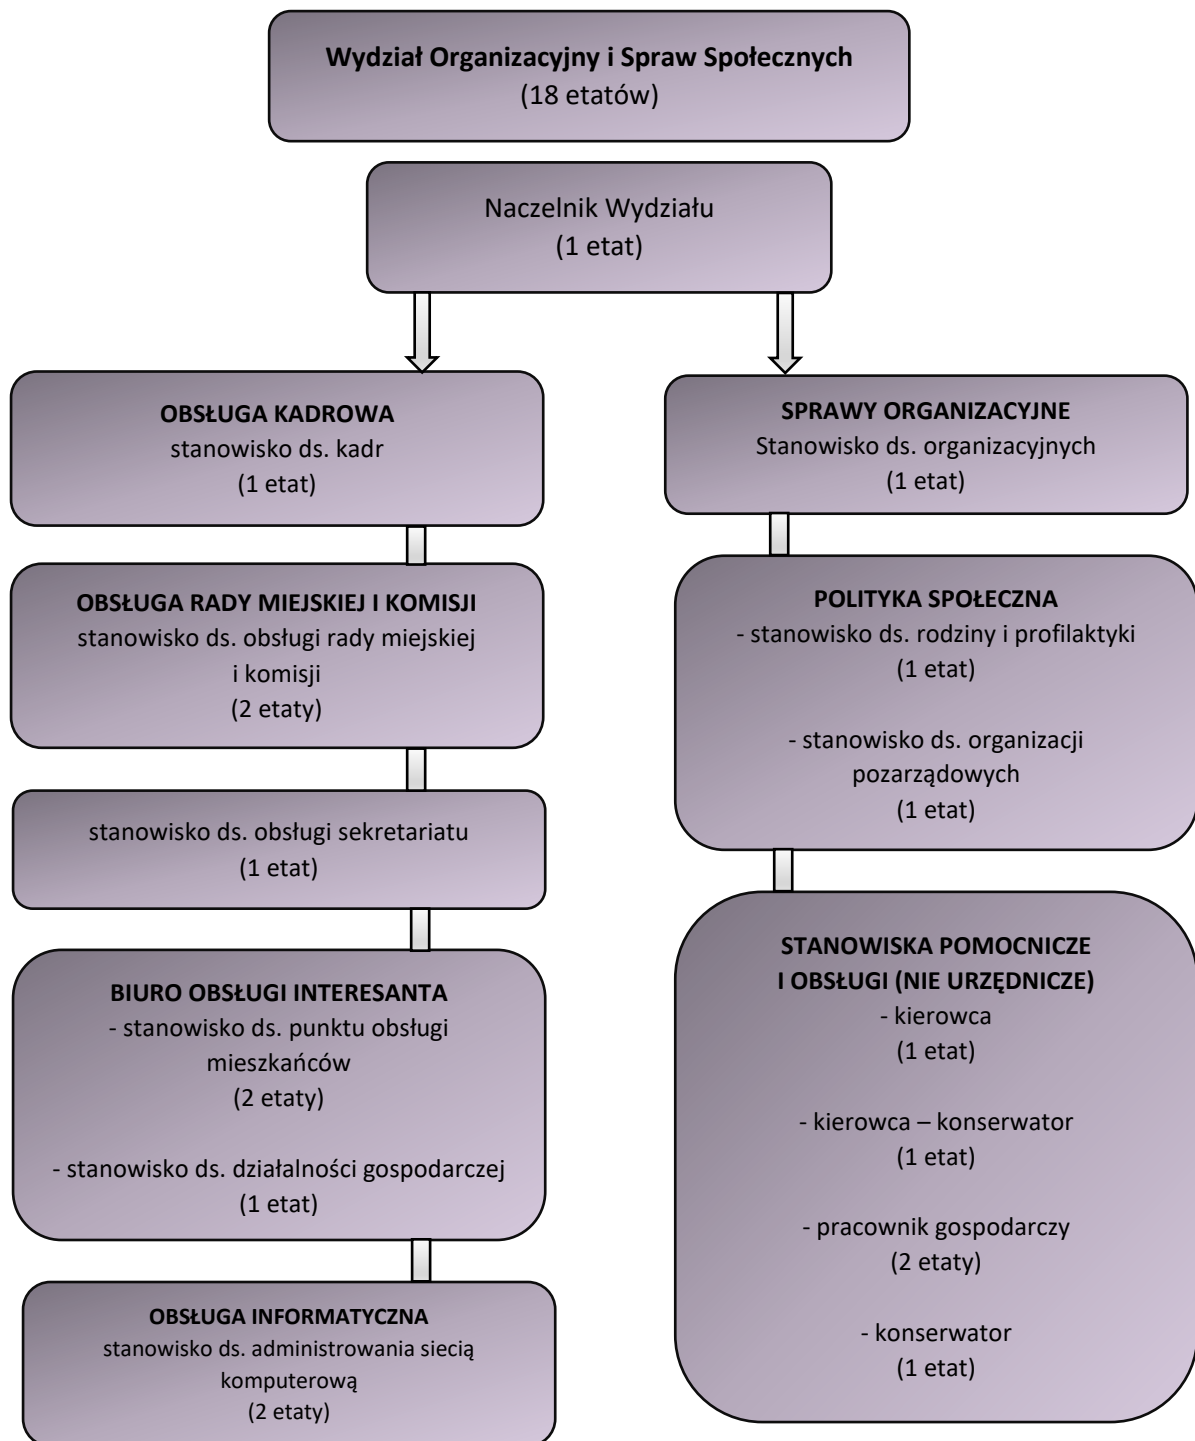 Wydział Organizacyjny i Spraw Społecznych
(18 etatów)
Naczelnik Wydziału
(1 etat)
OBSŁUGA KADROWA
stanowisko ds. kadr
(1 etat)
OBSŁUGA RADY MIEJSKIEJ I KOMISJI
stanowisko ds. obsługi rady miejskiej
i komisji
(2 etaty)
stanowisko ds. obsługi sekretariatu
(1 etat)
BIURO OBSŁUGI INTERESANTA
- stanowisko ds. punktu obsługi
mieszkańców
(2 etaty)
- stanowisko ds. działalności gospodarczej
(1 etat)
OBSŁUGA INFORMATYCZNA
stanowisko ds. administrowania siecią
komputerową
(2 etaty)
SPRAWY ORGANIZACYJNE
Stanowisko ds. organizacyjnych
(1 etat)
POLITYKA SPOŁECZNA
- stanowisko ds. rodziny i profilaktyki
(1 etat)
- stanowisko ds. organizacji
pozarządowych
(1 etat)
STANOWISKA POMOCNICZE
I OBSŁUGI (NIE URZĘDNICZE)
- kierowca
(1 etat)
- kierowca – konserwator
(1 etat)
- pracownik gospodarczy
(2 etaty)
- konserwator
(1 etat)